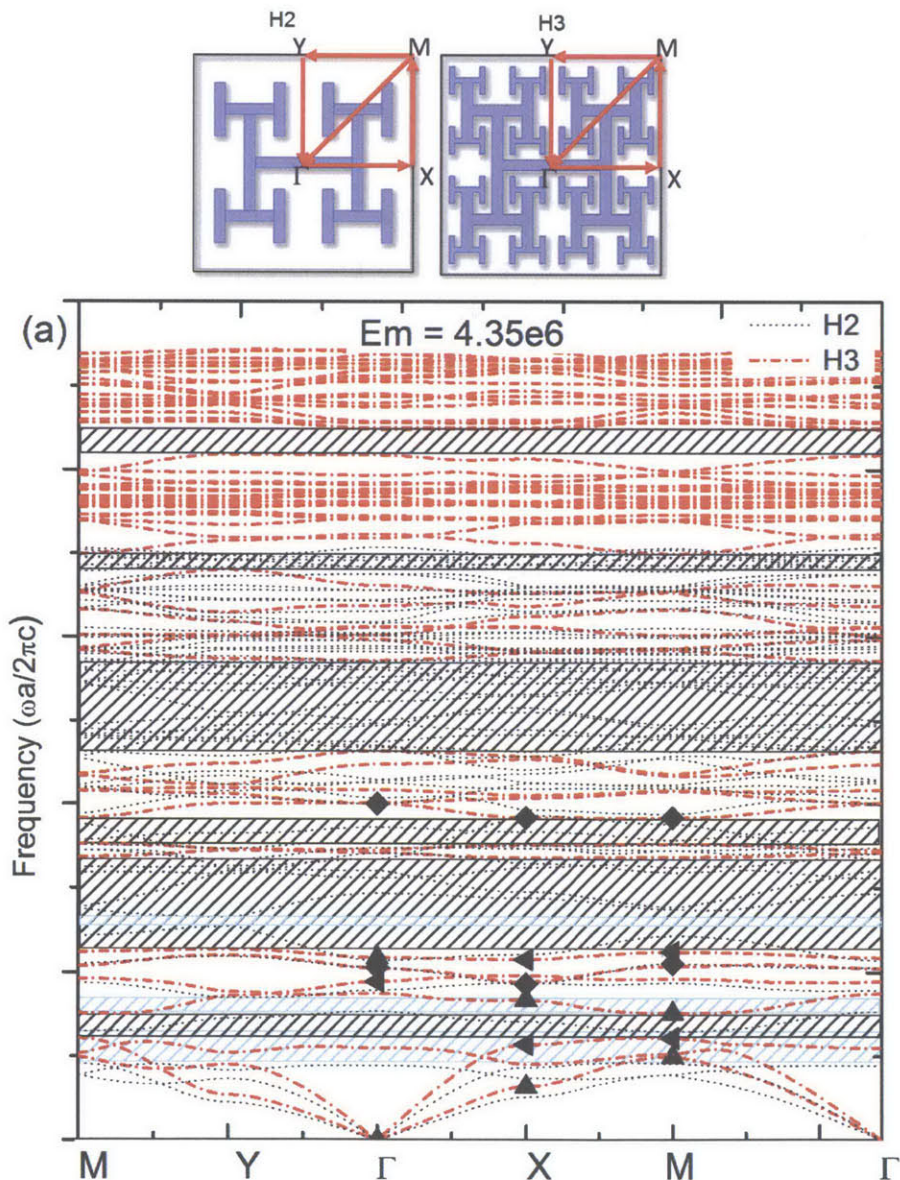 H2
H3
Y
M
Γ
X
Y
M
Γ
X
(a)
Em = 4.35e6
H2
H3
Frequency (ωa/2πc)
M
Y
Γ
X
M
Γ